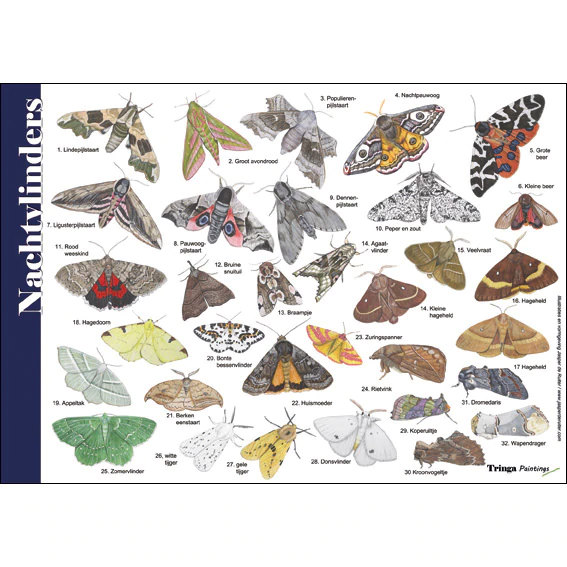 Nachtvlinders
1. Lindepijlstaart
2. Groot avondrood
3. Populieren-
pijlstaart
4. Nachtpauwoog
5. Grote
beer
6. Kleine beer
7. Ligusterpijlstaart
8. Pauwoog-
pijlstaart
9. Dennen-
pijlstaart
10. Peper en zout
11. Rood
weeskind
12. Bruine
snuituil
13. Braampje
14. Agaat-
vlinder
14. Kleine
hageheld
15. Veelvraat
16. Hageheld
17 Hageheld
18. Hagedoorn
19. Appeltak
20. Bonte
bessenvlinder
21. Berken
eenstaart
22. Huismoeder
23. Zuringspanner
24. Rietvink
25. Zomervlinder
26. witte
tijger
27. gele
tijger
28. Donsvlinder
29. Koperuiltje
30 Kroonvogeltje
31. Dromedaris
32. Wapendrager
Tringa Paintings